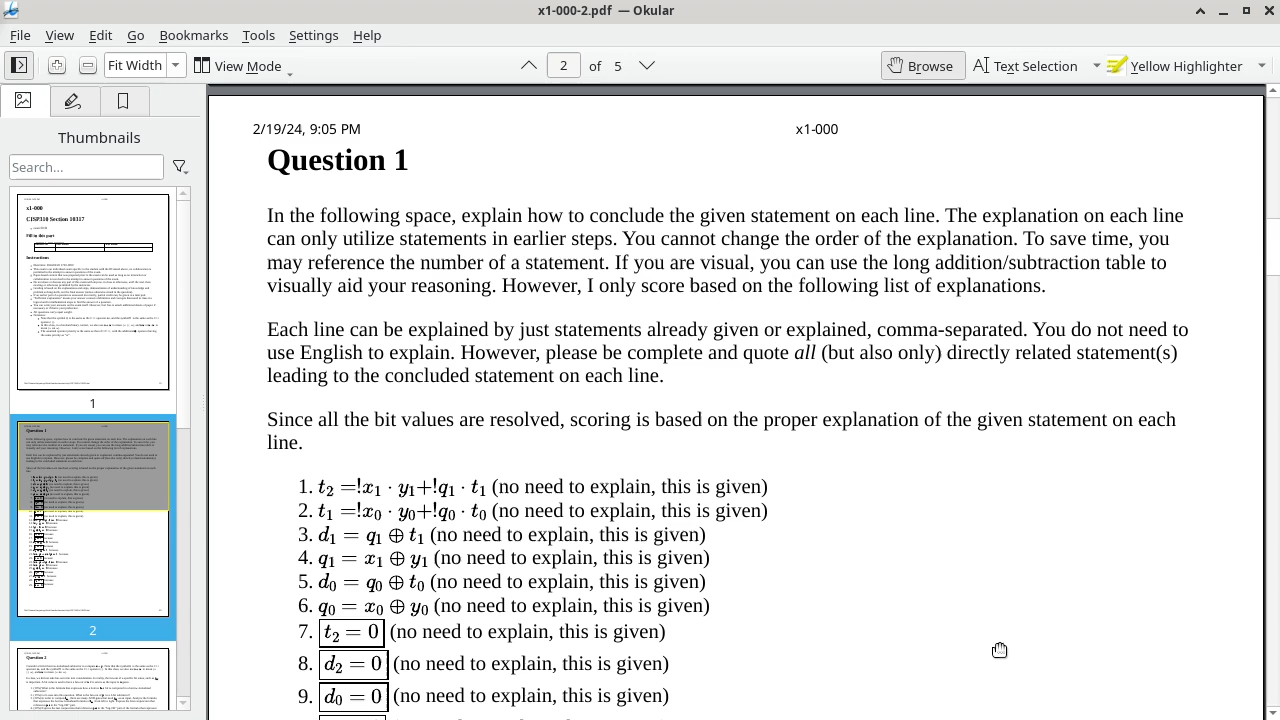 x1-000-2.pdf — Okular
File View Edit Go Bookmarks Tools Settings Help
Fit Width View Mode 2 of 5 Browse Text Selection Yellow Highlighter
Thumbnails
Search...
x1-000
CISP310 Section 10317
Fill in this part
Instructions
1
Question 1
2
Question 2
2/19/24, 9:05 PM x1-000
Question 1
In the following space, explain how to conclude the given statement on each line. The explanation on each line
can only utilize statements in earlier steps. You cannot change the order of the explanation. To save time, you
may reference the number of a statement. If you are visual, you can use the long addition/subtraction table to
visually aid your reasoning. However, I only score based on the following list of explanations.
Each line can be explained by just statements already given or explained, comma-separated. You do not need to
use English to explain. However, please be complete and quote all (but also only) directly related statement(s)
leading to the concluded statement on each line.
Since all the bit values are resolved, scoring is based on the proper explanation of the given statement on each
line.
1. t₂ =!x₁ · y₁+!q₁ · t₁ (no need to explain, this is given)
2. t₁ =!x₀ · y₀+!q₀ · t₀ (no need to explain, this is given)
3. d₁ = q₁ ⊕ t₁ (no need to explain, this is given)
4. q₁ = x₁ ⊕ y₁ (no need to explain, this is given)
5. d₀ = q₀ ⊕ t₀ (no need to explain, this is given)
6. q₀ = x₀ ⊕ y₀ (no need to explain, this is given)
7. t₂ = 0 (no need to explain, this is given)
8. d₂ = 0 (no need to explain, this is given)
9. d₀ = 0 (no need to explain, this is given)